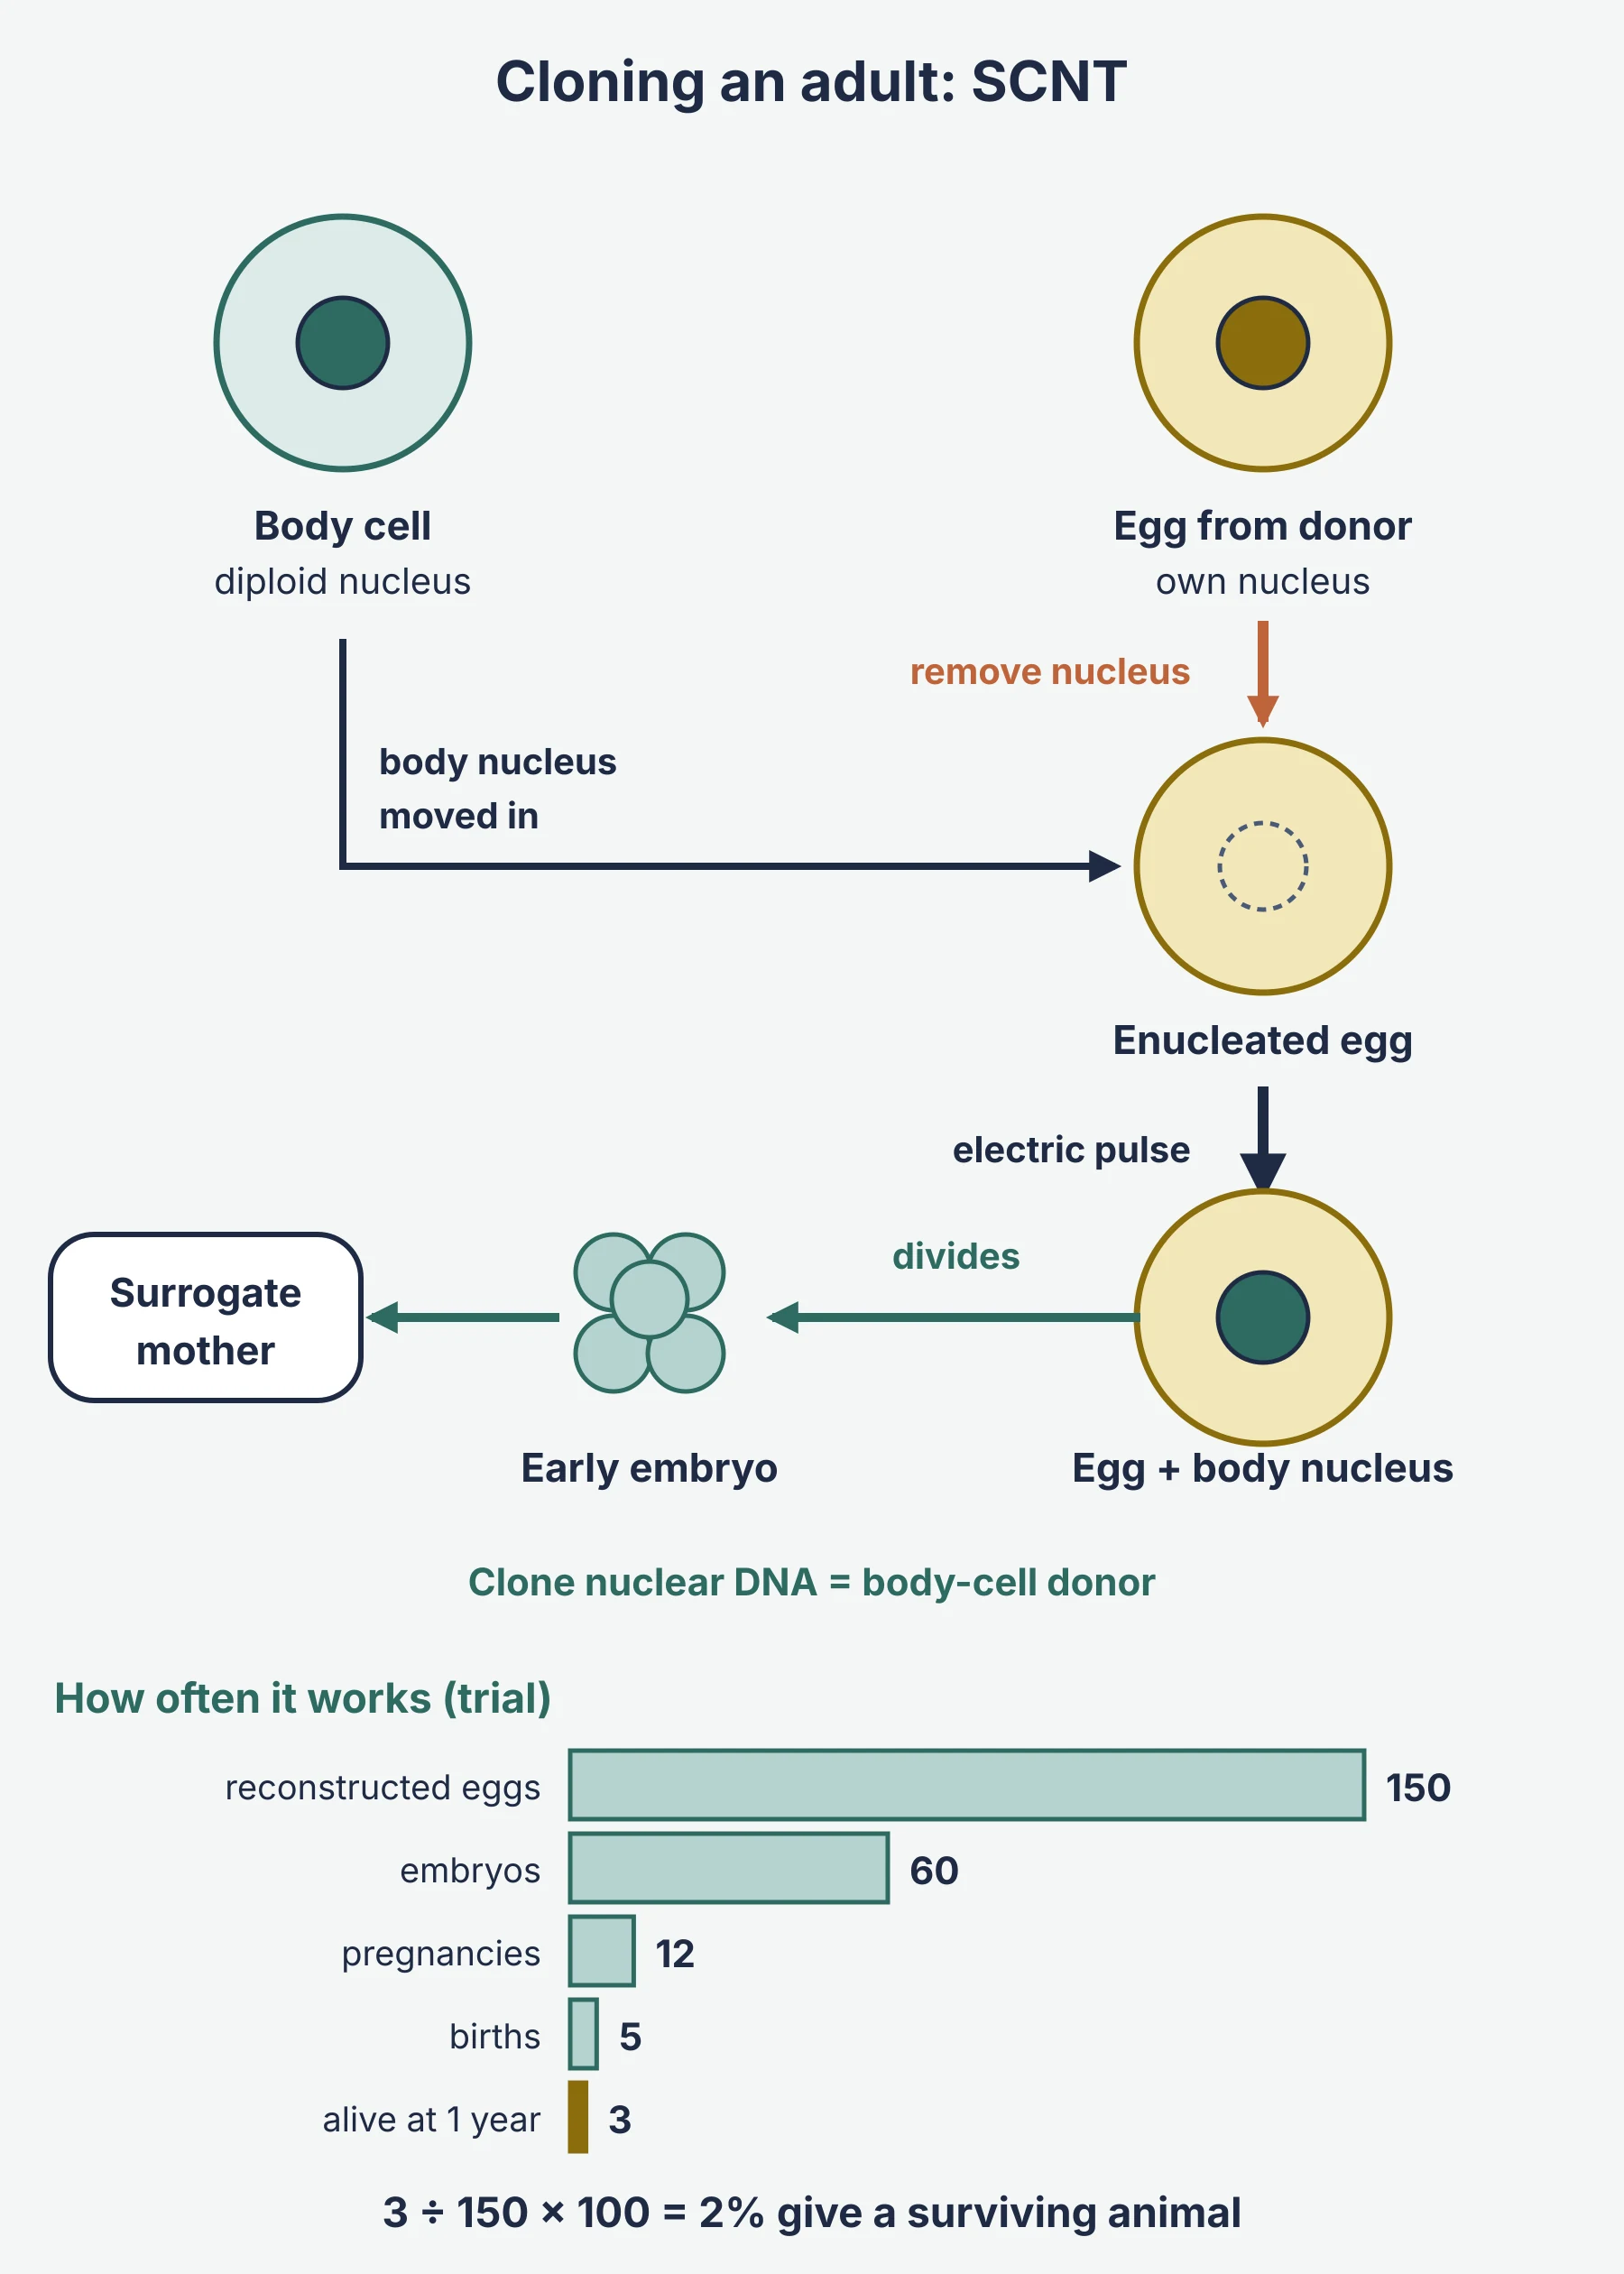 Cloning an adult: SCNT
Body cell
diploid nucleus
Egg from donor
own nucleus
remove nucleus
body nucleus
moved in
Enucleated egg
electric pulse
divides
Surrogate
mother
Early embryo
Egg + body nucleus
Clone nuclear DNA = body-cell donor
How often it works (trial)
reconstructed eggs 150
embryos 60
pregnancies 12
births 5
alive at 1 year 3
3 ÷ 150 × 100 = 2% give a surviving animal